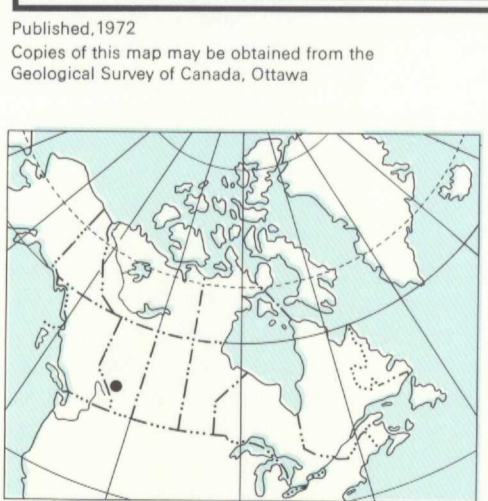 Published,1972
Copies of this map may be obtained from the
Geological Survey of Canada, Ottawa